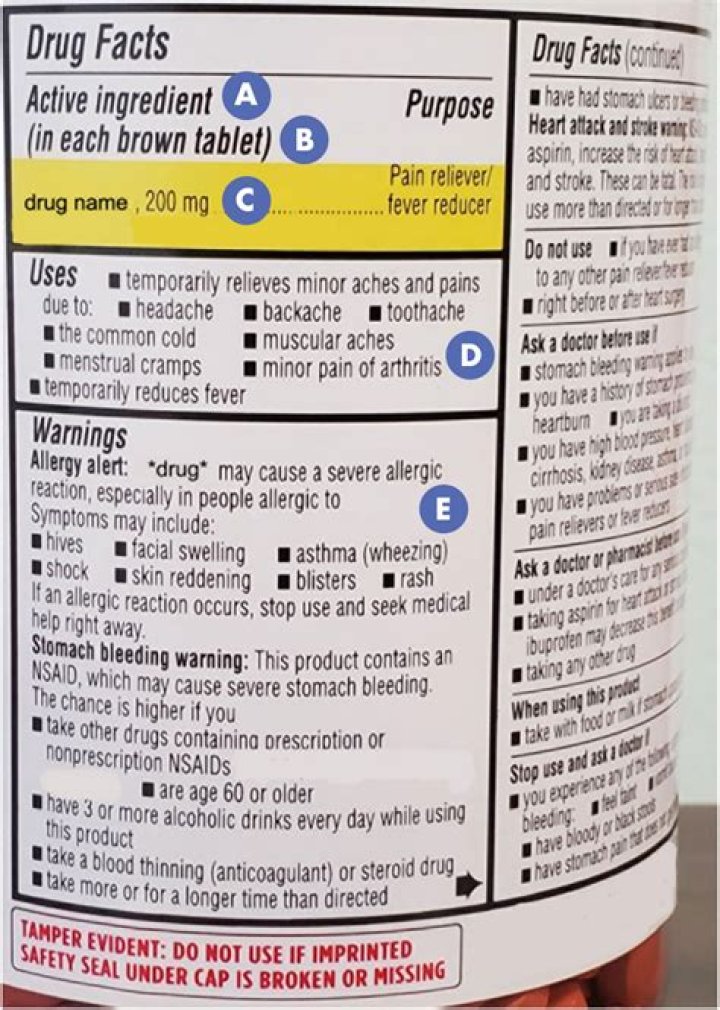 Drug Facts
Active ingredient A Purpose
(in each brown tablet) B
Pain reliever/
drug name , 200 mg C .... .................. fever reducer
Uses ■ temporarily relieves minor aches and pains
due to: ■ headache ■ backache ■ toothache
■ the common cold ■ muscular aches
■ menstrual cramps ■ minor pain of arthritis D
■ temporarily reduces fever
Warnings
Allergy alert: *drug* may cause a severe allergic
reaction, especially in people allergic to
Symptoms may include: E
■ hives ■ facial swelling ■ asthma (wheezing)
■ shock ■ skin reddening ■ blisters ■ rash
If an allergic reaction occurs, stop use and seek medical
help right away.
Stomach bleeding warning: This product contains an
NSAID, which may cause severe stomach bleeding.
The chance is higher if you
■ take other drugs containing prescription or
nonprescription NSAIDs
■ are age 60 or older
■ have 3 or more alcoholic drinks every day while using
this product
■ take a blood thinning (anticoagulant) or steroid drug
■ take more or for a longer time than directed
TAMPER EVIDENT: DO NOT USE IF IMPRINTED
SAFETY SEAL UNDER CAP IS BROKEN OR MISSING
Drug Facts (continued)
■ have had stomach ulcers or
Heart attack and stroke warning:
aspirin, increase the risk of heart
and stroke. These can be fatal. The
use more than directed or for longer
Do not use ■ if you have ever had
to any other pain reliever/fever
■ right before or after heart surgery
Ask a doctor before use if
■ stomach bleeding warning applies
■ you have a history of stomach
heartburn ■ you are taking a
■ you have high blood pressure, heart
cirrhosis, kidney disease, asthma,
■ you have problems or serious side
pain relievers or fever reducers
Ask a doctor or pharmacist before
■ under a doctor's care for any
■ taking aspirin for heart attack or
ibuprofen may decrease this benefit
■ taking any other drug
When using this product
■ take with food or milk if stomach
Stop use and ask a doctor if
■ you experience any of the following
bleeding: ■ feel faint
■ have bloody or black stools
■ have stomach pain that does not